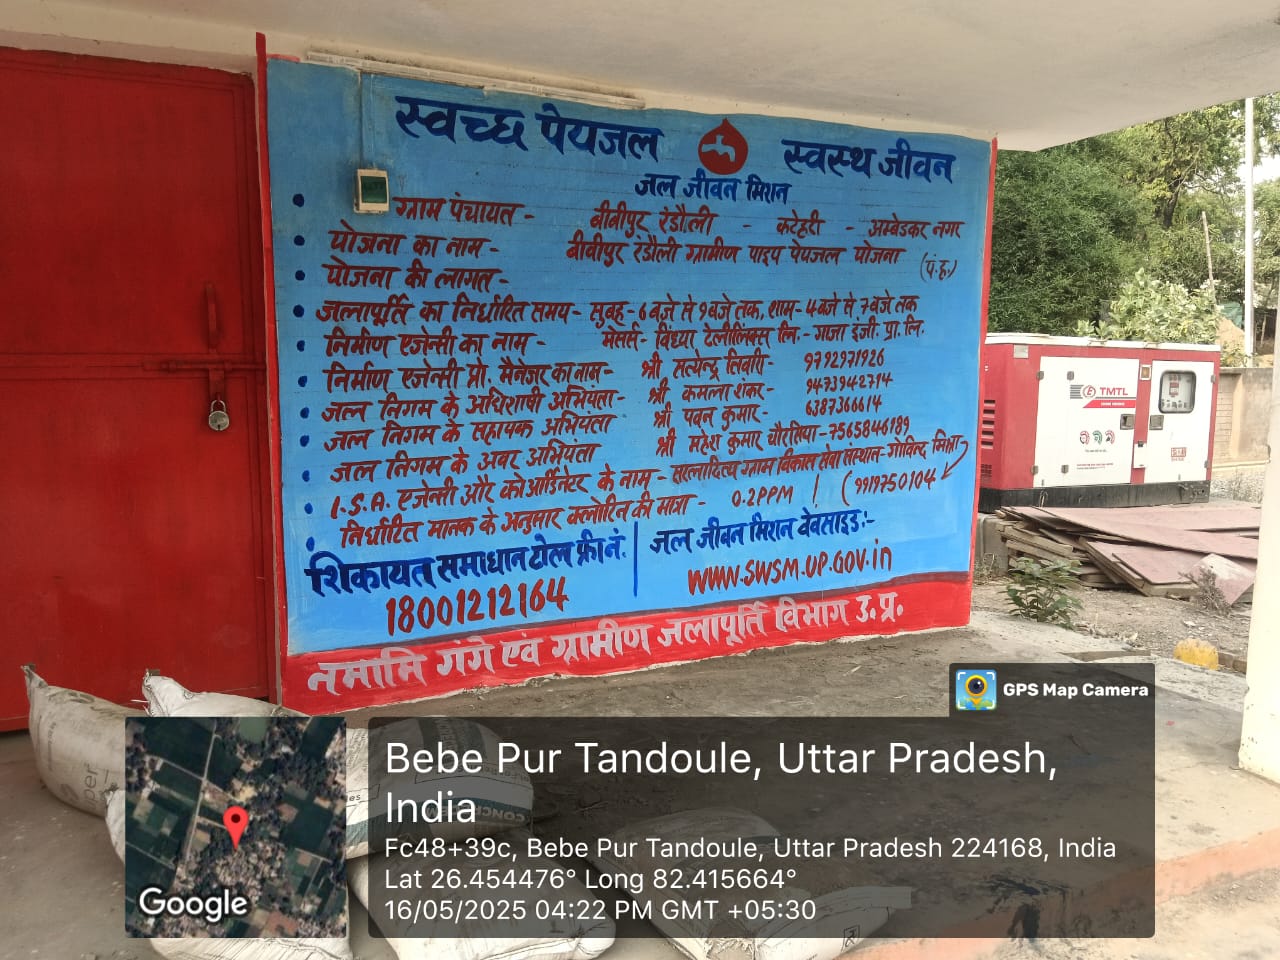 स्वच्छ पेयजल स्वस्थ जीवन
जल जीवन मिशन
ग्राम पंचायत - बीबीपुर रंडौली - कटेहरी - अम्बेडकर नगर
योजना का नाम - बीबीपुर रंडौली ग्रामीण पाइप पेयजल योजना (पं.ह.)
योजना की लागत -
जलापूर्ति का निर्धारित समय - सुबह - 6 बजे से 9 बजे तक, शाम - 4 बजे से 7 बजे तक
निर्माण एजेन्सी का नाम - मेसर्स - विंध्या टेलीलिंक्स लि. - गाजा इंजी. प्रा. लि.
निर्माण एजेन्सी प्रो. मैनेजर का नाम - श्री सत्येन्द्र तिवारी - 9792971926
जल निगम के अधिशाषी अभियंता - श्री कमला शंकर - 9473942714
जल निगम के सहायक अभियंता श्री पवन कुमार - 6387366614
जल निगम के अवर अभियंता श्री महेश कुमार चौरसिया - 7565846189
I.S.A. एजेन्सी और कोआर्डिनेटर के नाम - सत्यादित्य ग्राम विकास सेवा संस्थान - गोविन्द मिश्रा
निर्धारित मानक के अनुसार क्लोरिन की मात्रा - 0.2PPM ! (9919750104
शिकायत समाधान टोल फ्री नं.
18001212164
जल जीवन मिशन वेबसाइड:-
www.swsm.up.gov.in
नमामि गंगे एवं ग्रामीण जलापूर्ति विभाग उ.प्र.
TMTL
GPS Map Camera
Bebe Pur Tandoule, Uttar Pradesh,
India
Fc48+39c, Bebe Pur Tandoule, Uttar Pradesh 224168, India
Lat 26.454476° Long 82.415664°
16/05/2025 04:22 PM GMT +05:30
Google